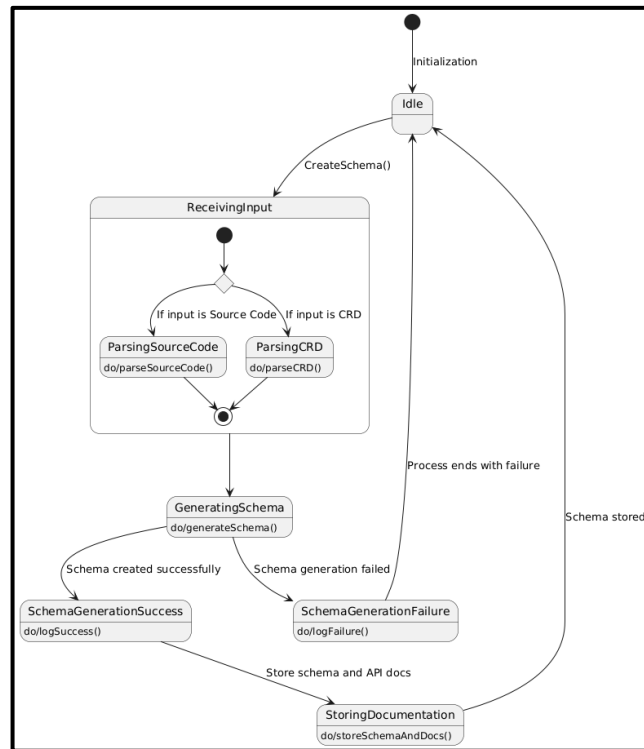 Initialization
Idle
CreateSchema()
ReceivingInput
If input is Source Code
If input is CRD
ParsingSourceCode
do/parseSourceCode()
ParsingCRD
do/parseCRD()
Process ends with failure
GeneratingSchema
do/generateSchema()
Schema stored
Schema created successfully
Schema generation failed
SchemaGenerationSuccess
do/logSuccess()
SchemaGenerationFailure
do/logFailure()
Store schema and API docs
StoringDocumentation
do/storeSchemaAndDocs()